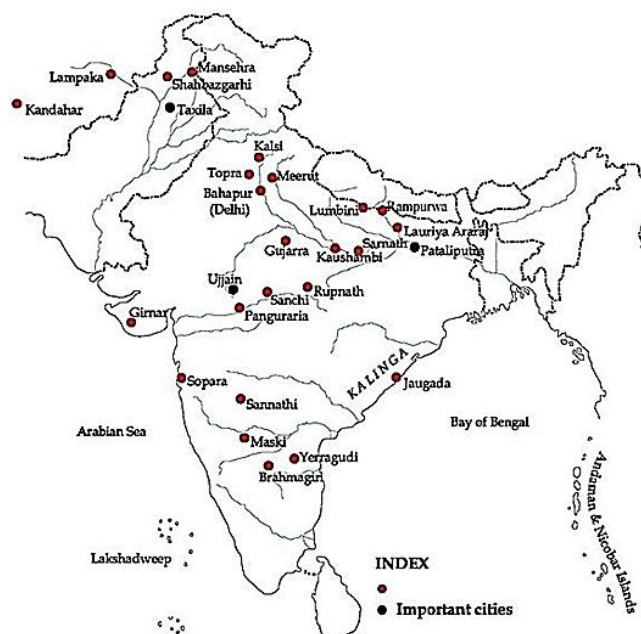 Mansehra
Lampaka
Shahbazgarhi
Kandahar
Taxila
Kalsi
Topra
Meerut
Bahapur
(Delhi)
Lumbini
Rampurwa
Lauriya Araraj
Gujarra
Sarnath
Kaushambi
Pataliputra
Ujjain
Rupnath
Sanchi
Panguraria
Girnar
KALINGA
Sopara
Jaugada
Sannathi
Bay of Bengal
Arabian Sea
Maski
Yerragudi
Brahmagiri
Andaman & Nicobar Islands
Lakshadweep
INDEX
Important cities